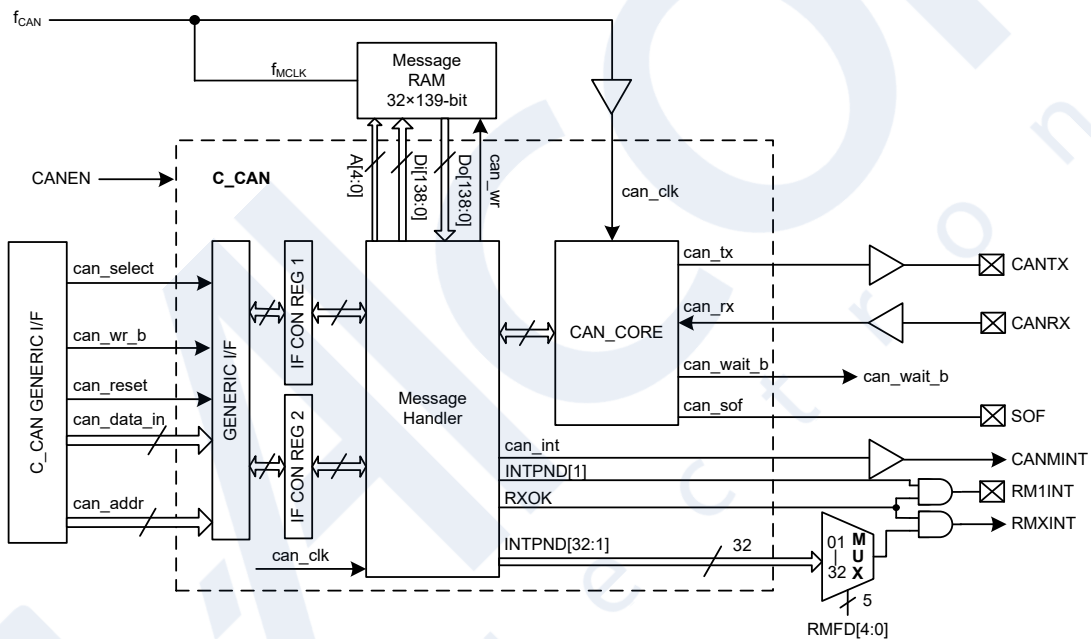 fCAN
fMCLK
Message
RAM
32×139-bit
A[4:0]
Di[138:0]
Do[138:0]
can_wr
can_clk
CANEN
C_CAN
C_CAN GENERIC I/F
can_select
can_wr_b
can_reset
can_data_in
can_addr
GENERIC I/F
IF CON REG 1
IF CON REG 2
can_clk
Message
Handler
CAN_CORE
can_tx
can_rx
can_wait_b
can_sof
can_int
INTPND[1]
RXOK
INTPND[32:1]
32
CANTX
CANRX
can_wait_b
SOF
CANMINT
RM1INT
RMXINT
01
|
32
MUX
5
RMFD[4:0]